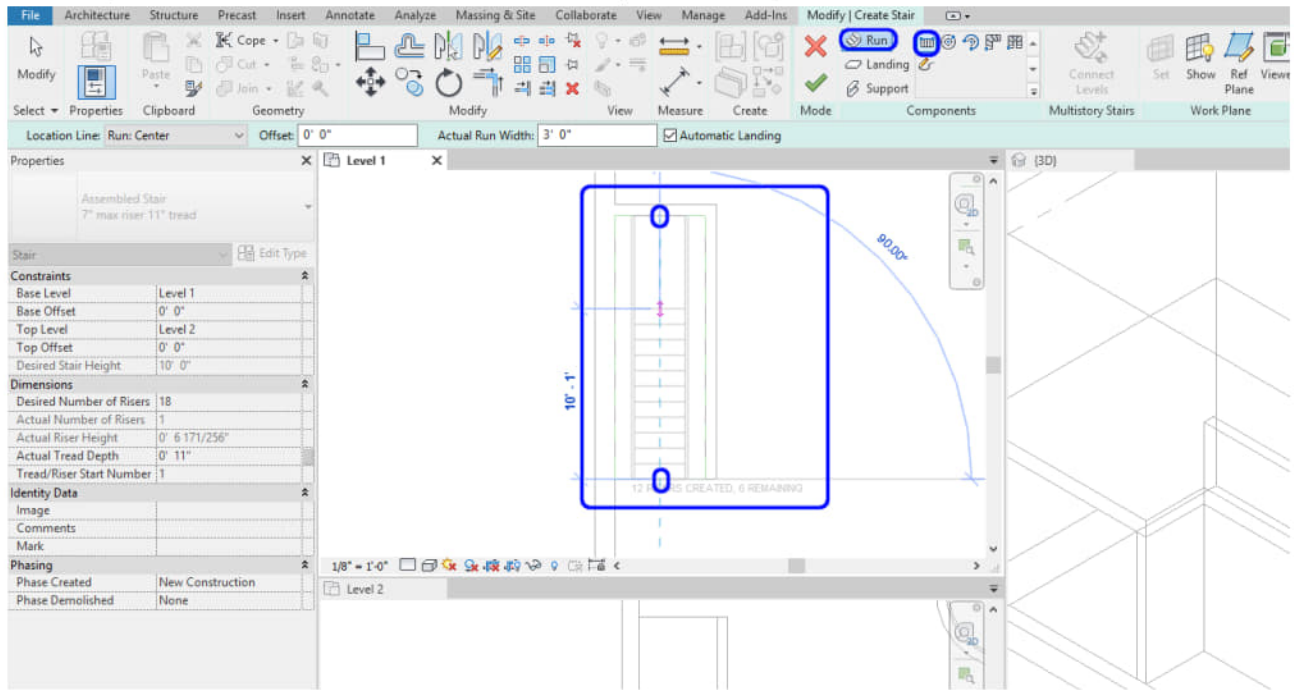 File Architecture Structure Precast Insert Annotate Analyze Massing & Site Collaborate View Manage Add-Ins Modify | Create Stair
Cope Run
Cut Landing
Modify Paste Join Support Connect Levels Set Show Ref Plane Viewer
Select Properties Clipboard Geometry Modify View Measure Create Mode Components Multistory Stairs Work Plane
Location Line: Run: Center Offset: 0' 0" Actual Run Width: 3' 0" Automatic Landing
Properties X Level 1 X {3D}
Assembled Stair
7" max riser 11" tread
Stair Edit Type
Constraints
Base Level Level 1
Base Offset 0' 0"
Top Level Level 2
Top Offset 0' 0"
Desired Stair Height 10' 0"
Dimensions
Desired Number of Risers 18
Actual Number of Risers 1
Actual Riser Height 0' 6 171/256"
Actual Tread Depth 0' 11"
Tread/Riser Start Number 1
Identity Data
Image
Comments
Mark
Phasing
Phase Created New Construction
Phase Demolished None
2D
90.00°
10' - 1'
12 RS CREATED, 6 REMAINING
1/8" = 1'-0"
Level 2
2D